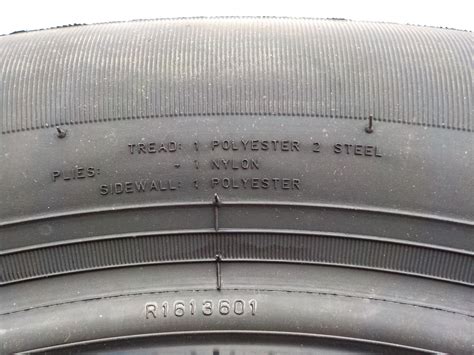 TREAD: 1 POLYESTER 2 STEEL
PLIES: - 1 NYLON
SIDEWALL: 1 POLYESTER
R1613601